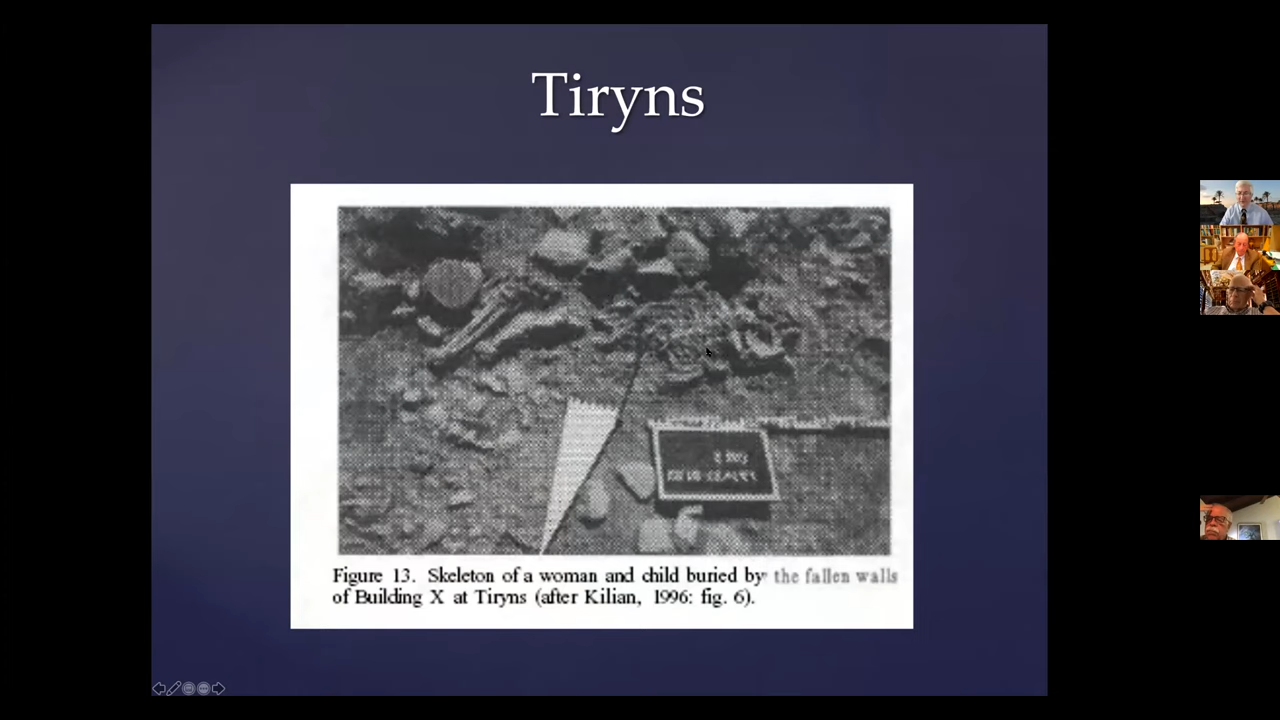 Tiryns
Figure 13. Skeleton of a woman and child buried by the fallen walls
of Building X at Tiryns (after Kilian, 1996: fig. 6).